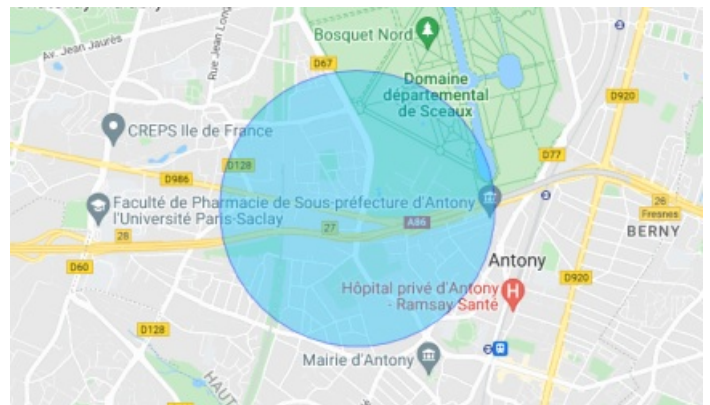 Bosquet Nord
Av. Jean Jaurès
Rue Jean Long
D67
Domaine
départemental
de Sceaux
D920
CREPS Ile de France
D128
D77
D986
Faculté de Pharmacie de
l'Université Paris-Saclay
Sous-préfecture d'Antony
26
Fresnes
28
27
A86
BERNY
D60
Antony
D920
Hôpital privé d'Antony
- Ramsay Santé
H
D128
Mairie d'Antony
HAUT